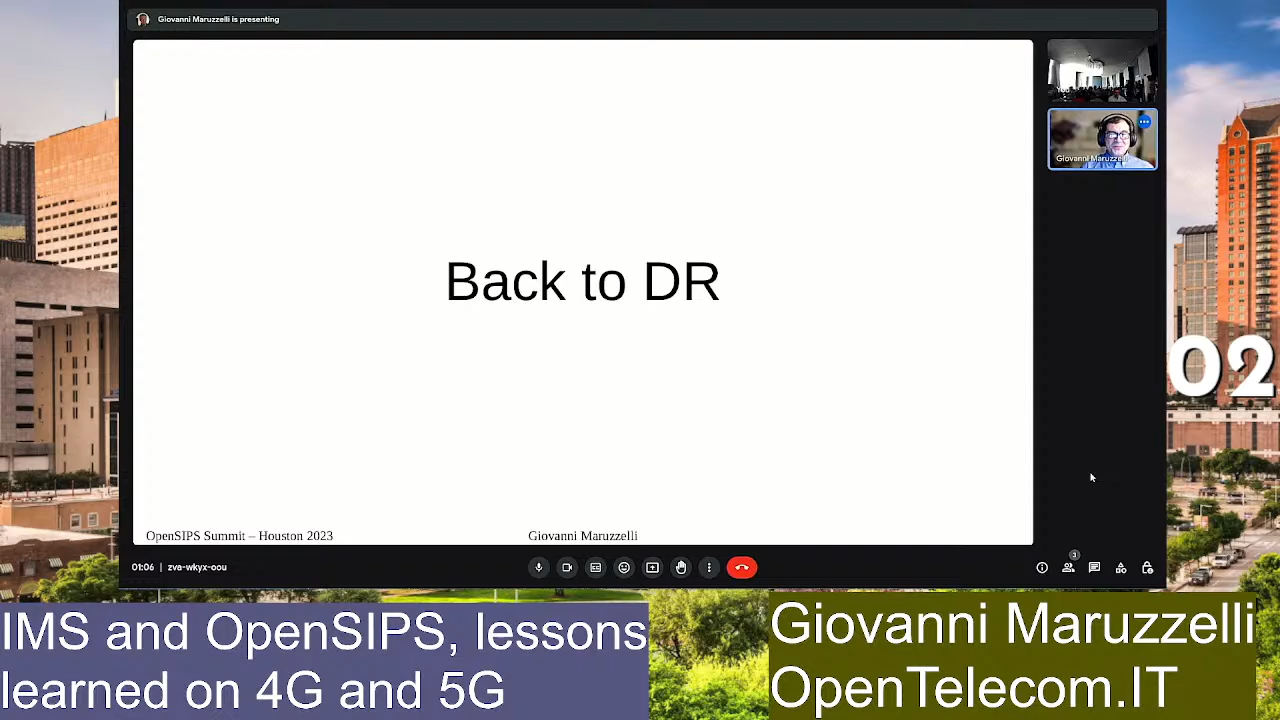 Giovanni Maruzzelli is presenting
Giovanni Maruzzelli
Back to DR
02
OpenSIPS Summit – Houston 2023
Giovanni Maruzzelli
01:06 | zva-wkyx-oou
3
IMS and OpenSIPS, lessons
learned on 4G and 5G
Giovanni Maruzzelli
OpenTelecom.IT